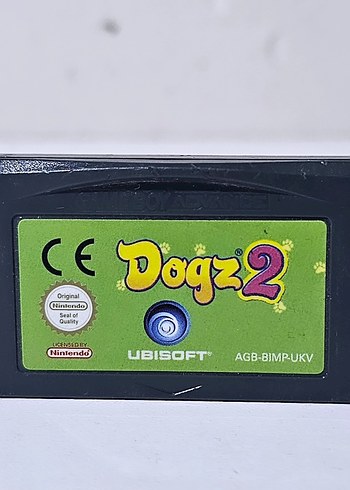 CE
Dogz® 2
Original
Nintendo
Seal of
Quality
LICENSED BY
Nintendo
UBISOFT®
AGB-BIMP-UKV